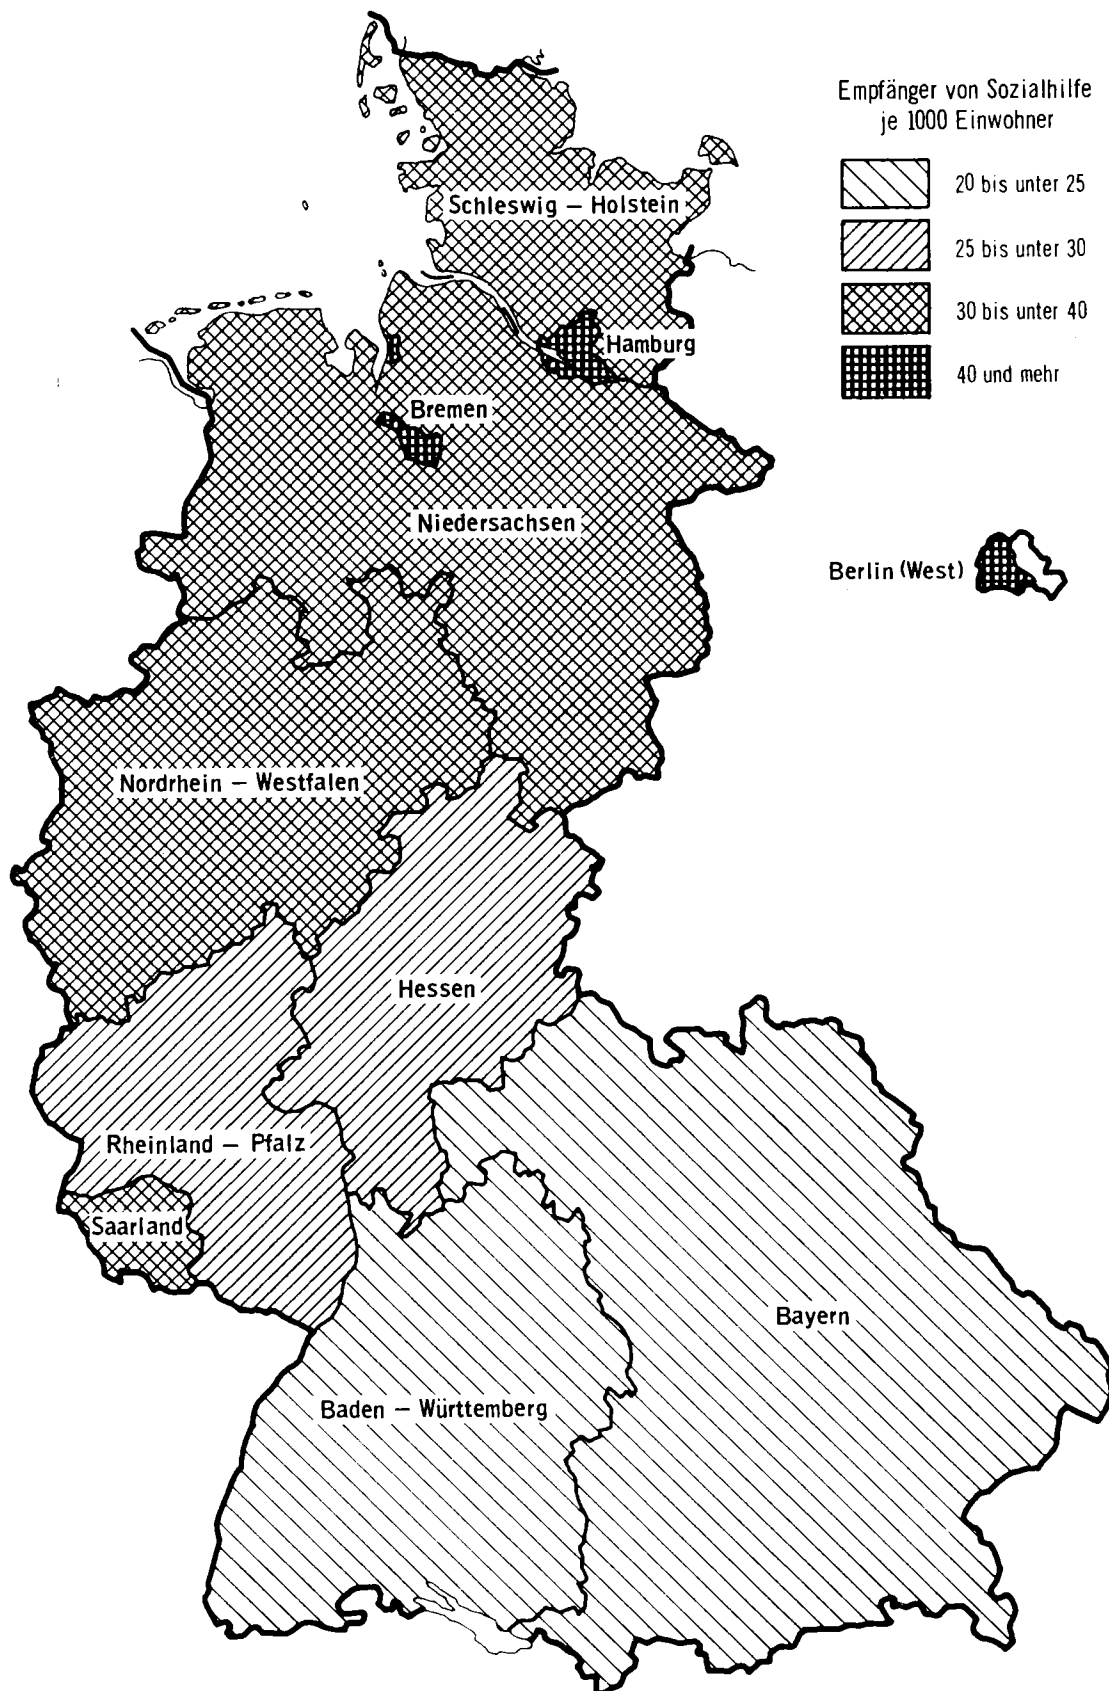 Empfänger von Sozialhilfe
je 1000 Einwohner
20 bis unter 25
25 bis unter 30
30 bis unter 40
40 und mehr
Schleswig – Holstein
Hamburg
Bremen
Niedersachsen
Berlin (West)
Nordrhein – Westfalen
Hessen
Rheinland – Pfalz
Saarland
Bayern
Baden – Württemberg